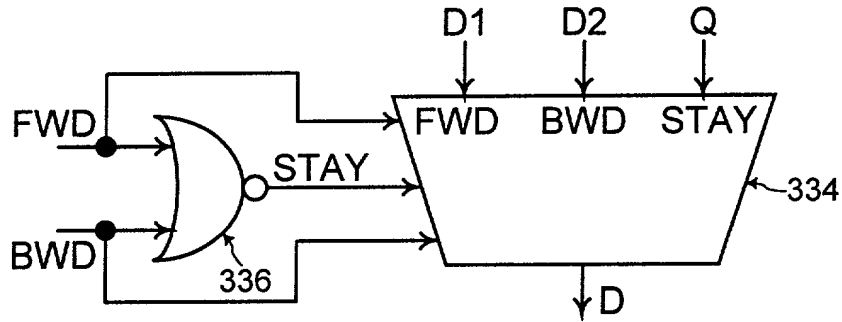 D1 D2 Q
FWD
FWD BWD STAY
STAY
334
BWD
336
D